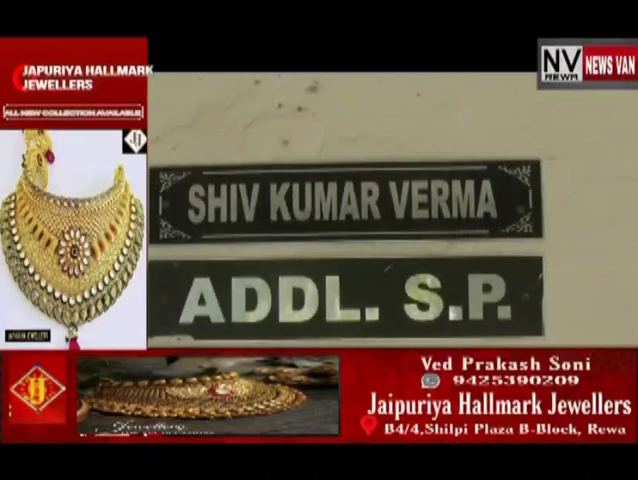 JAPURIYA HALLMARK
JEWELLERS
ALL NEW COLLECTION AVAILABLE
NV
REWA
NEWS VAN
SHIV KUMAR VERMA
ADDL. S.P.
Ved Prakash Soni
9425390209
Jaipuriya Hallmark Jewellers
B4/4,Shilpi Plaza B-Block, Rewa
Jewellery